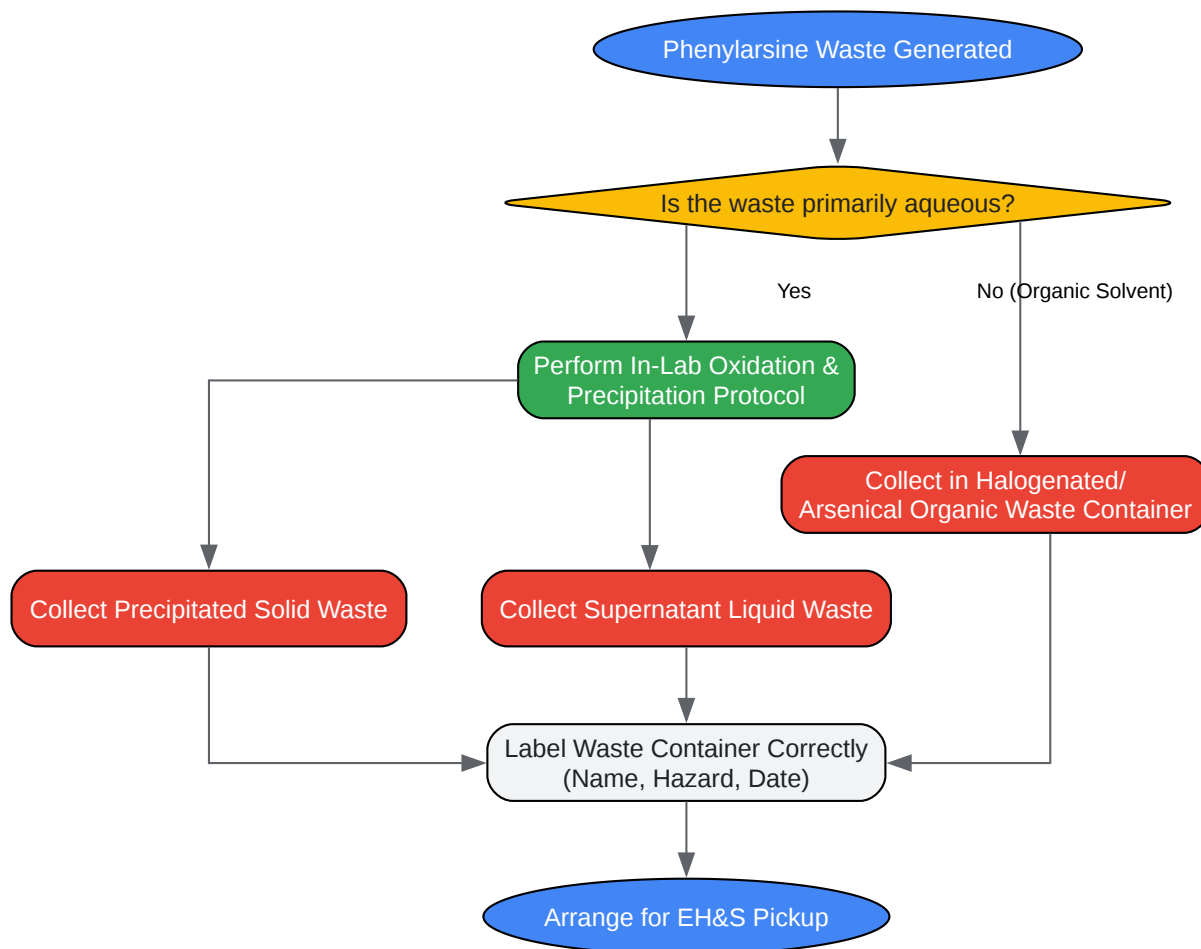 Phenylarsine Waste Generated
Is the waste primarily aqueous?
Yes
No (Organic Solvent)
Perform In-Lab Oxidation &
Precipitation Protocol
Collect in Halogenated/
Arsenical Organic Waste Container
Collect Precipitated Solid Waste
Collect Supernatant Liquid Waste
Label Waste Container Correctly
(Name, Hazard, Date)
Arrange for EH&S Pickup